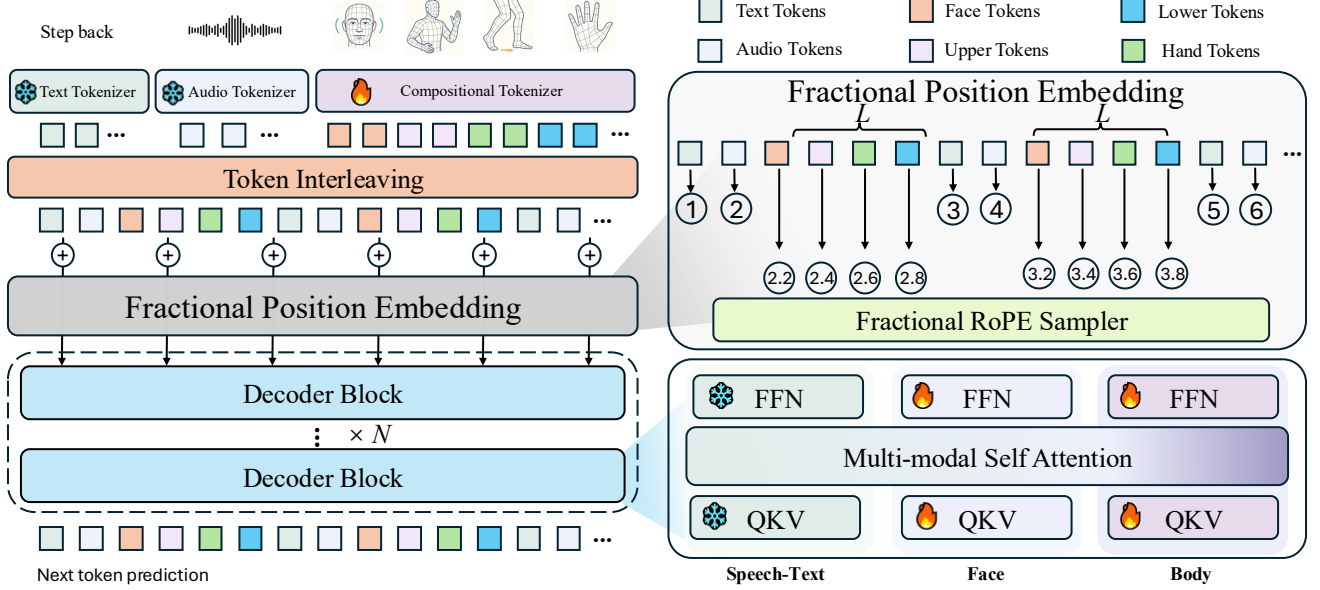 Step back
Text Tokenizer
Audio Tokenizer
Compositional Tokenizer
...
...
...
Token Interleaving
...
+ + + + + +
Fractional Position Embedding
Decoder Block
⋮ × N
Decoder Block
...
Next token prediction
Text Tokens
Face Tokens
Lower Tokens
Audio Tokens
Upper Tokens
Hand Tokens
Fractional Position Embedding
L L
...
1 2 3 4 5 6
2.2 2.4 2.6 2.8 3.2 3.4 3.6 3.8
Fractional RoPE Sampler
FFN FFN FFN
Multi-modal Self Attention
QKV QKV QKV
Speech-Text Face Body